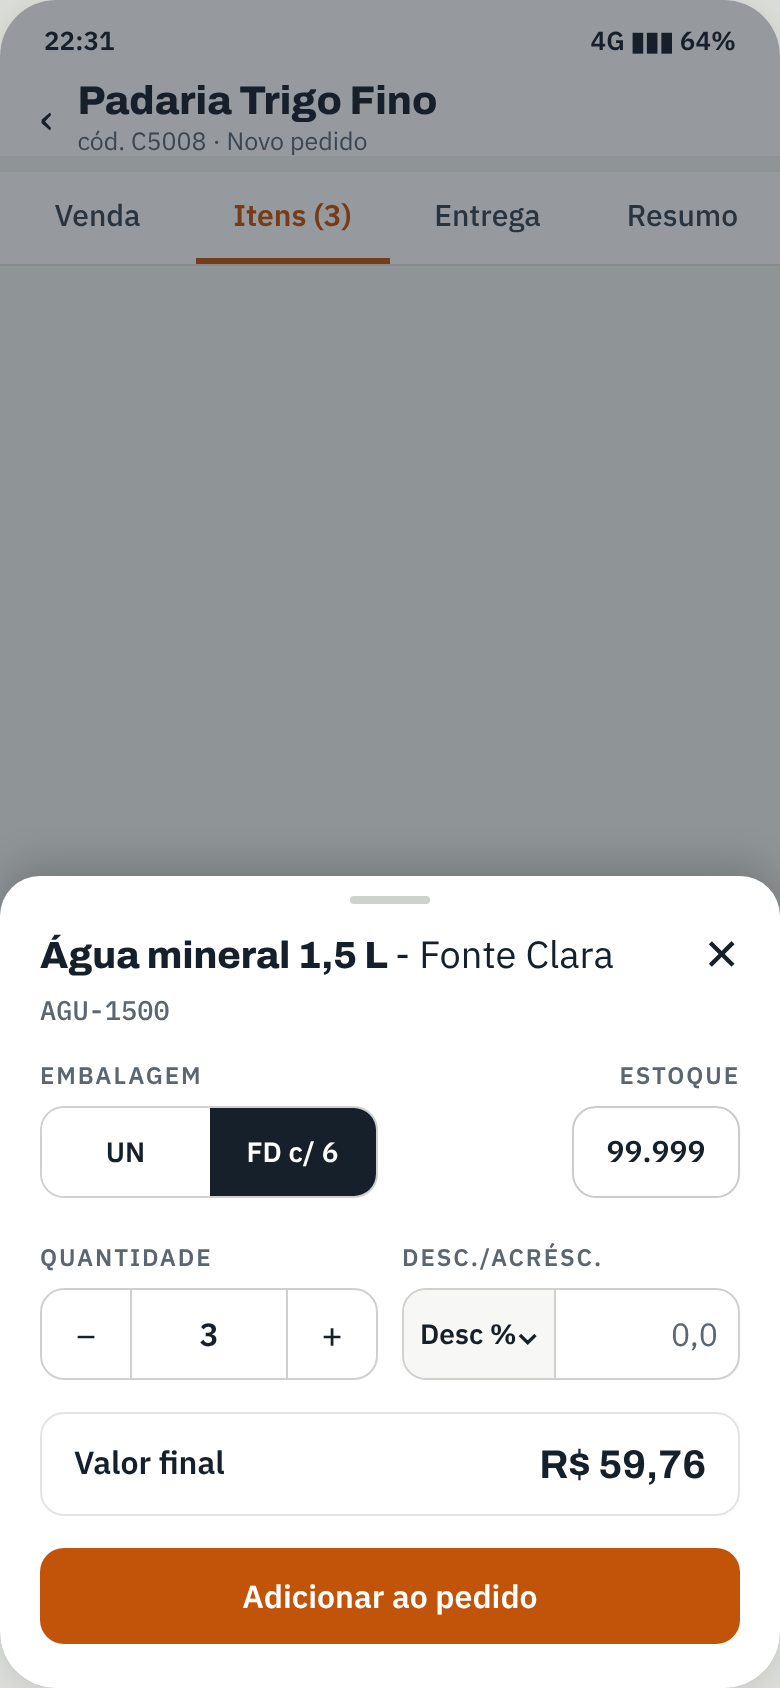 22:31 4G 64%
‹ Padaria Trigo Fino
cód. C5008 · Novo pedido
Venda Itens (3) Entrega Resumo
Água mineral 1,5 L - Fonte Clara ✕
AGU-1500
EMBALAGEM ESTOQUE
UN FD c/ 6 99.999
QUANTIDADE DESC./ACRÉSC.
− 3 + Desc % 0,0
Valor final R$ 59,76
Adicionar ao pedido